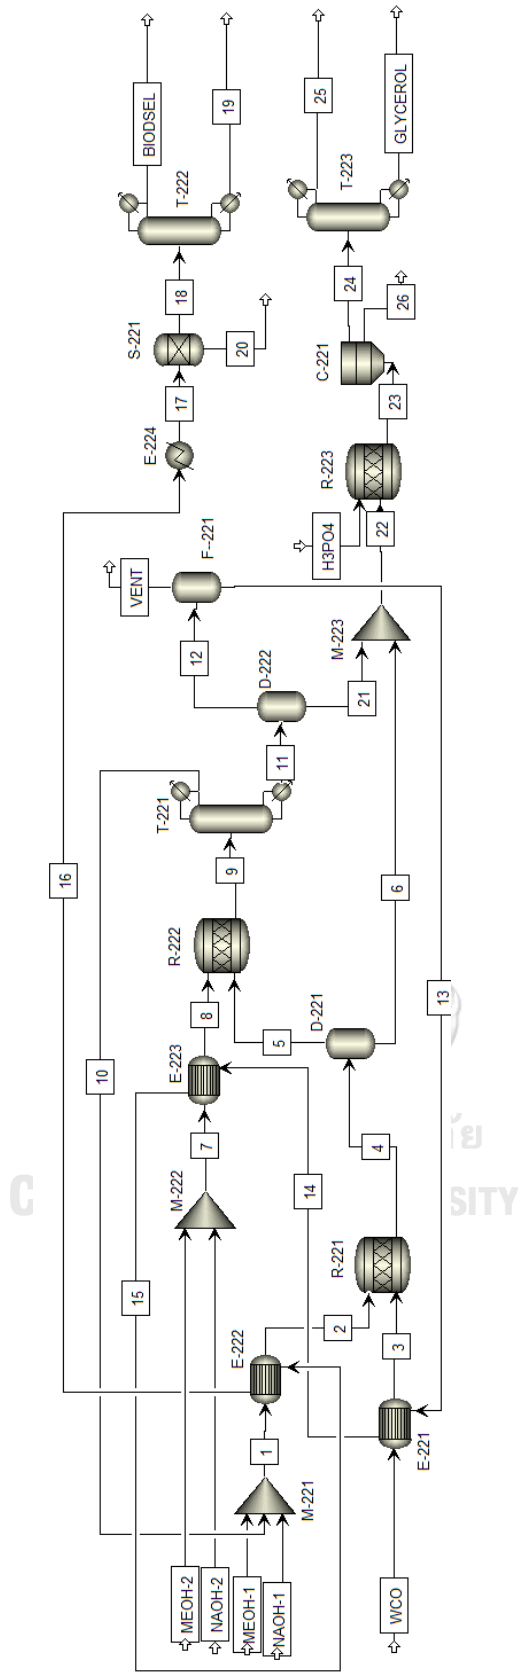 BIODSEL
19
25
GLYCEROL
T-222
T-223
18
24
S-221
20
26
C-221
17
23
E-224
R-223
H3PO4
22
F--221
VENT
M-223
12
D-222
21
11
T-221
16
9
6
R-222
13
8
5
D-221
10
E-223
7
4
ัย
M-222
14
C
SITY
R-221
15
2
3
E-222
1
E-221
M-221
MEOH-2
NAOH-2
MEOH-1
NAOH-1
WCO